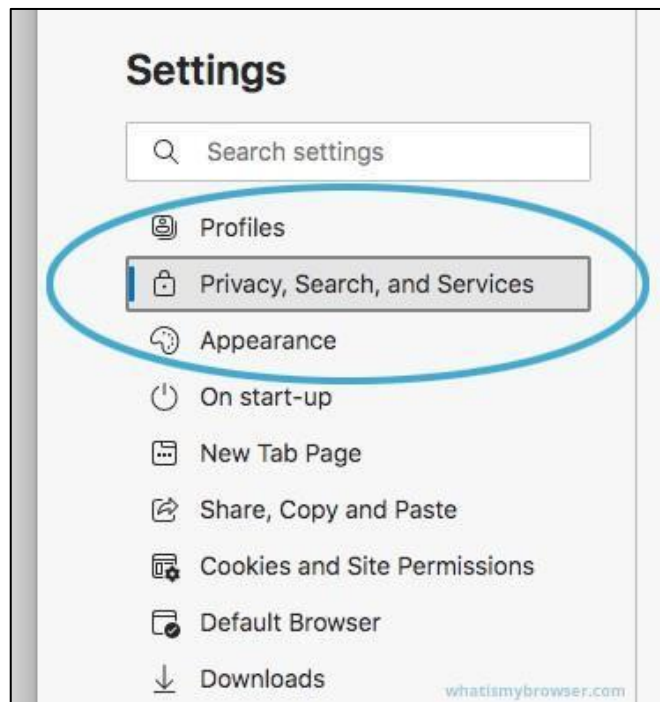 Settings
Search settings
Profiles
Privacy, Search, and Services
Appearance
On start-up
New Tab Page
Share, Copy and Paste
Cookies and Site Permissions
Default Browser
Downloads
whatismybrowser.com